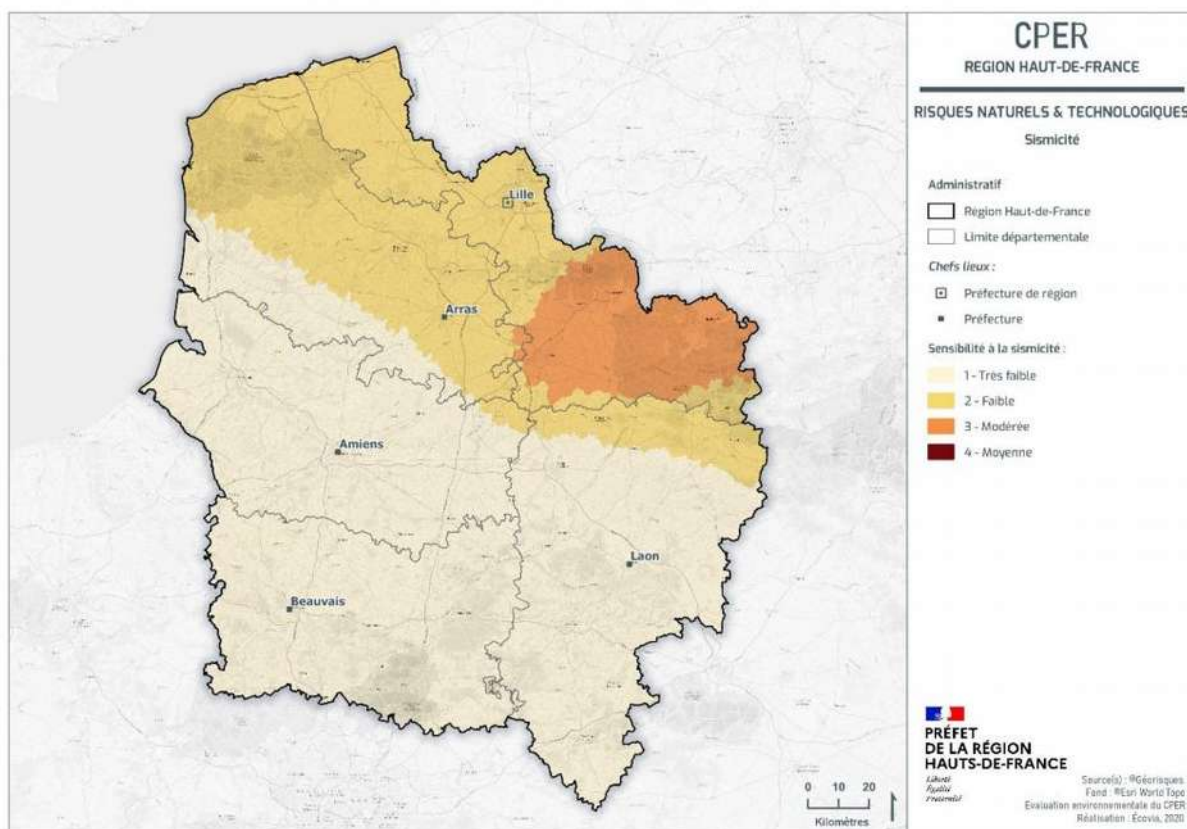 CPER
REGION HAUT-DE-FRANCE
RISQUES NATURELS & TECHNOLOGIQUES
Sismicité
Administratif
Région Haut-de-France
Limite départementale
Chefs lieux :
Préfecture de région
Préfecture
Sensibilité à la sismicité :
1 - Très faible
2 - Faible
3 - Modérée
4 - Moyenne
Lille
Arras
Amiens
Laon
Beauvais
0 10 20
Kilomètres
PRÉFET
DE LA RÉGION
HAUTS-DE-FRANCE
Liberté
Égalité
Fraternité
Source(s) : ©Géorisques
Fond : ©Esri World Topo
Evaluation environnementale du CPER
Réalisation : Écovia, 2020